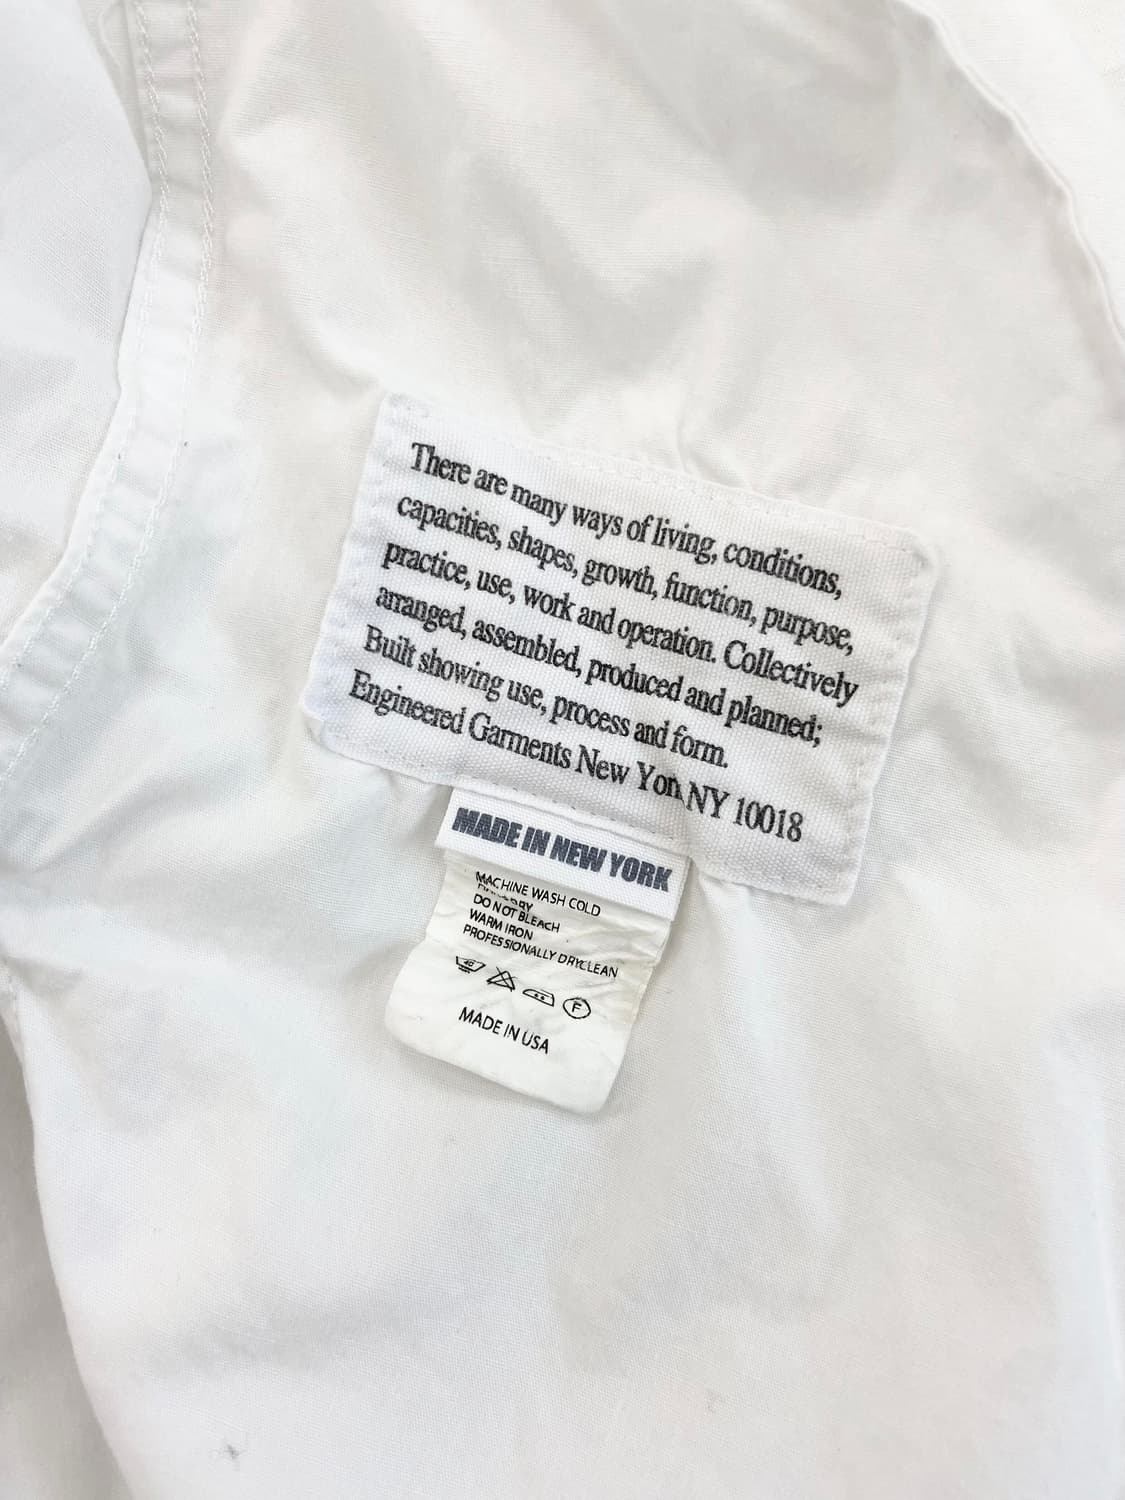 There are many ways of living, conditions,
capacities, shapes, growth, function, purpose,
practice, use, work and operation. Collectively
arranged, assembled, produced and planned;
Built showing use, process and form.
Engineered Garments New York NY 10018
MADE IN NEW YORK
MACHINE WASH COLD
DRY
DO NOT BLEACH
WARM IRON
PROFESSIONALLY DRYCLEAN
40
F
MADE IN USA